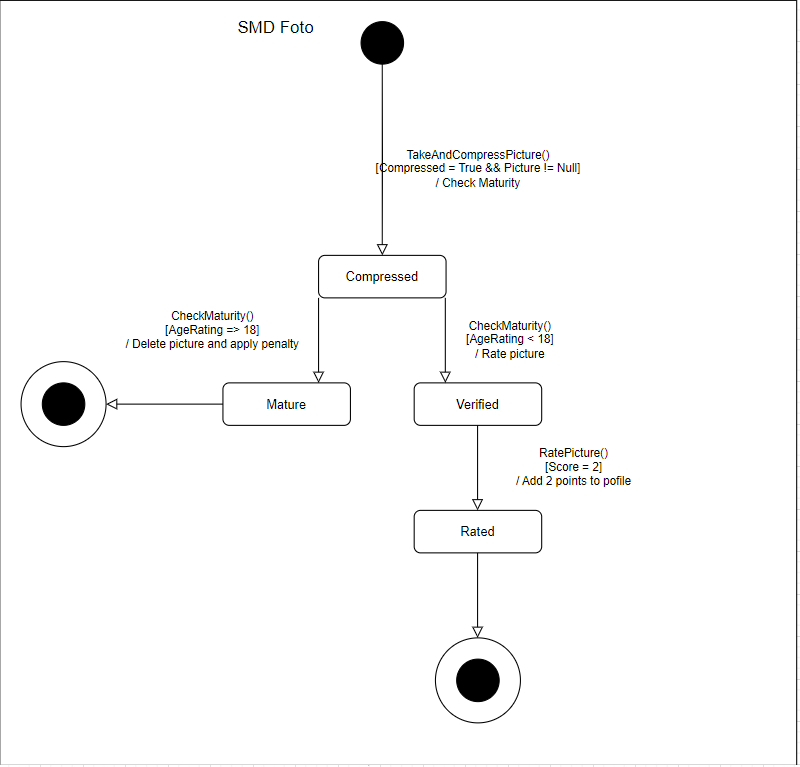 SMD Foto
TakeAndCompressPicture()
[Compressed = True && Picture != Null]
/ Check Maturity
Compressed
CheckMaturity()
[AgeRating => 18]
/ Delete picture and apply penalty
CheckMaturity()
[AgeRating < 18]
/ Rate picture
Mature
Verified
RatePicture()
[Score = 2]
/ Add 2 points to pofile
Rated